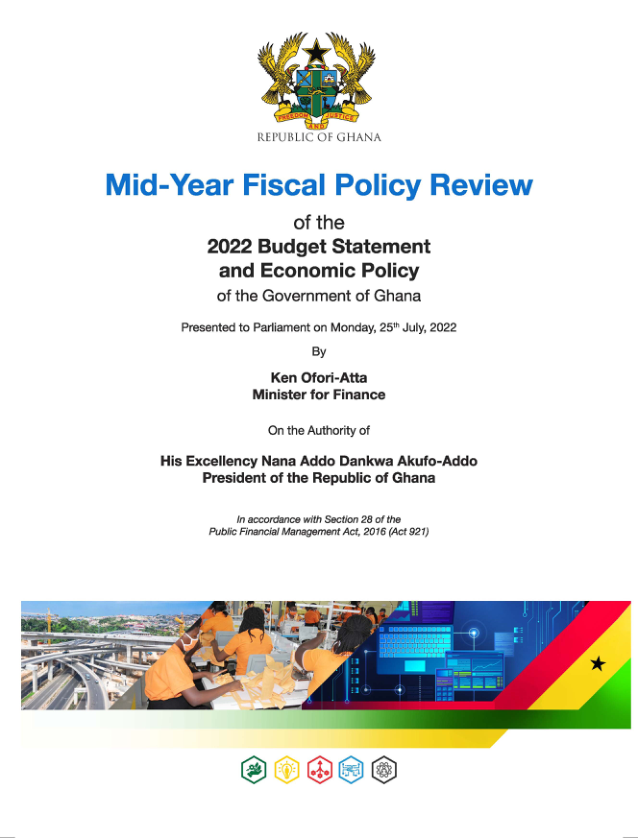 FREEDOM AND JUSTICE
REPUBLIC OF GHANA
Mid-Year Fiscal Policy Review
of the
2022 Budget Statement
and Economic Policy
of the Government of Ghana
Presented to Parliament on Monday, 25th July, 2022
By
Ken Ofori-Atta
Minister for Finance
On the Authority of
His Excellency Nana Addo Dankwa Akufo-Addo
President of the Republic of Ghana
In accordance with Section 28 of the
Public Financial Management Act, 2016 (Act 921)